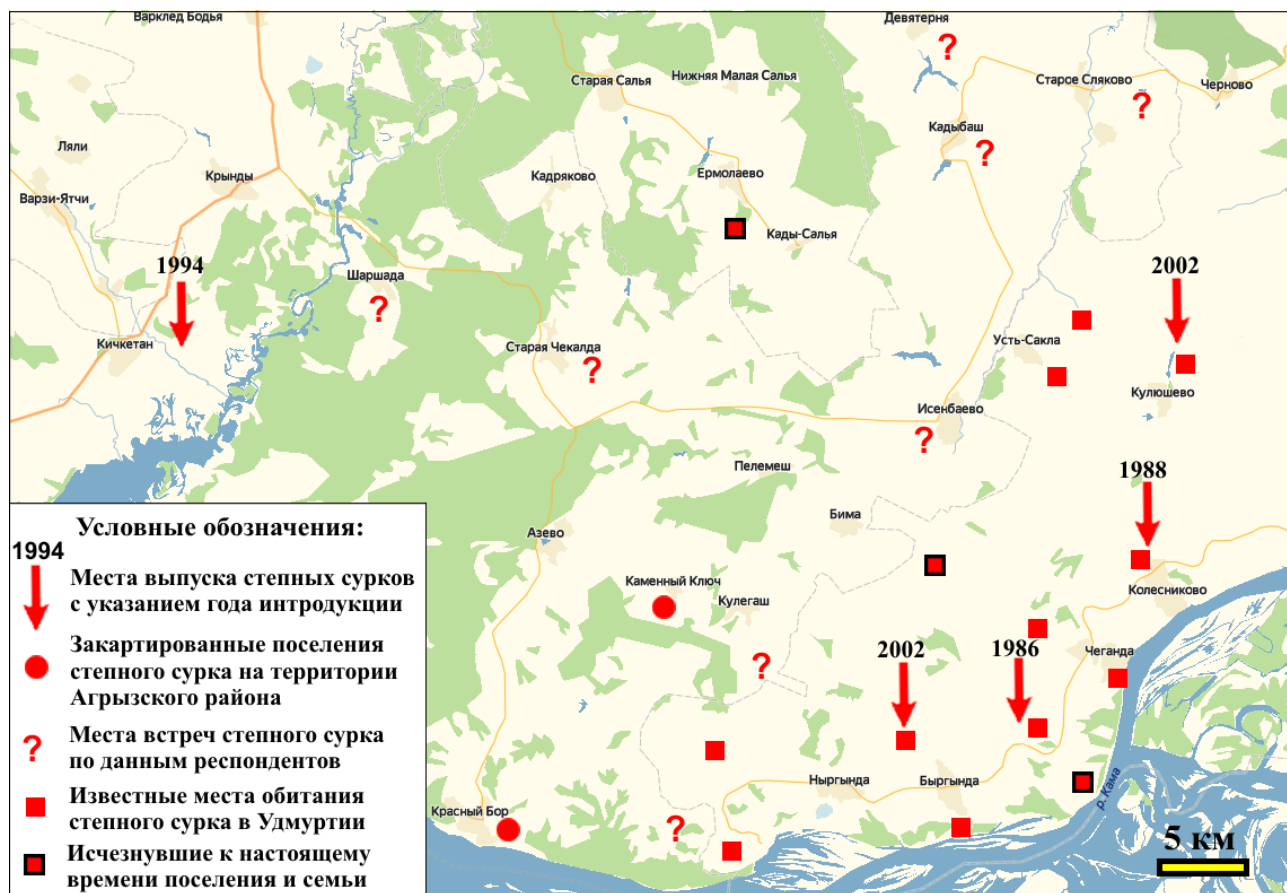 Варклед Бодья
Девятерня
Старая Салья
Нижняя Малая Салья
Старое Сляково
Черново
Кадыбаш
Ляли
Крынды
Кадряково
Ермолаево
Варзи-Ятчи
Кады-Салья
1994
Шаршада
2002
Кичкетан
Старая Чекалда
Усть-Сакла
Кулюшево
Исенбаево
Пелемеш
1988
Бима
Азево
Каменный Ключ
Кулегаш
Колесниково
2002
1986
Чеганда
Ныргында
Быргында
р. Кама
Красный Бор
5 км
Условные обозначения:
1994
Места выпуска степных сурков
с указанием года интродукции
Закартированные поселения
степного сурка на территории
Агрызского района
? Места встреч степного сурка
по данным респондентов
Известные места обитания
степного сурка в Удмуртии
Исчезнувшие к настоящему
времени поселения и семьи